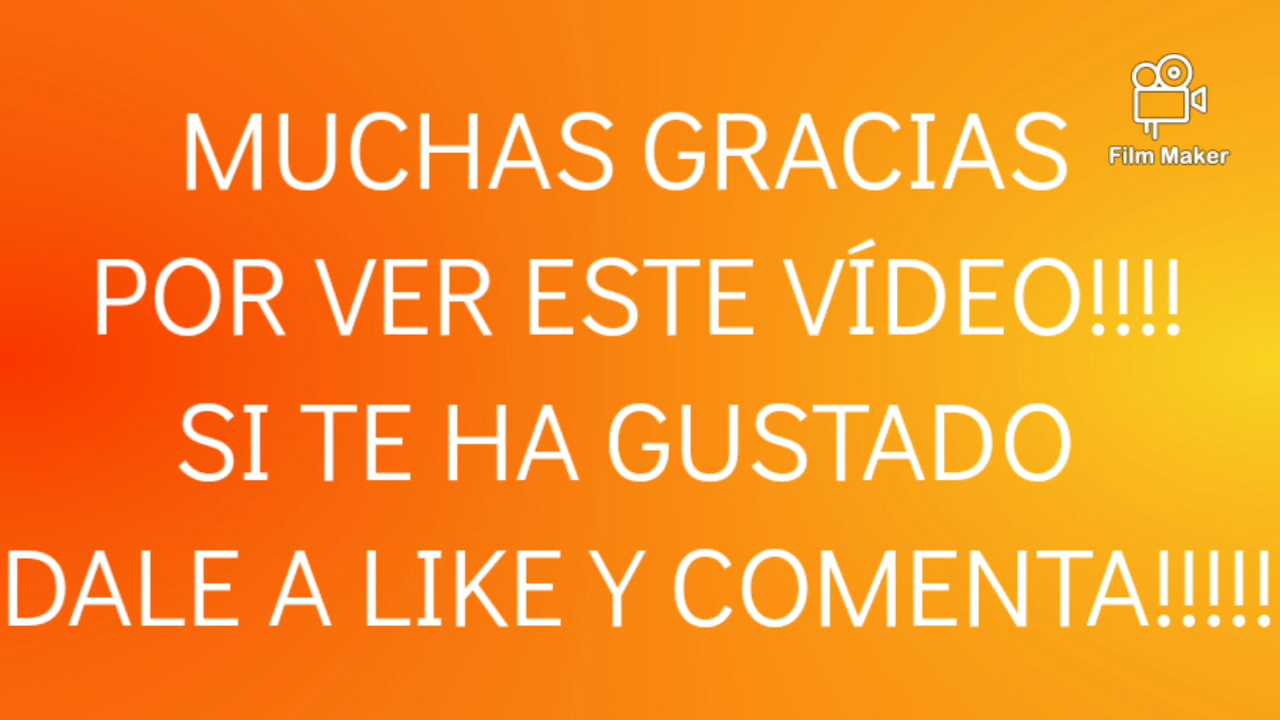 MUCHAS GRACIAS
Film Maker
POR VER ESTE VÍDEO!!!!
SI TE HA GUSTADO
DALE A LIKE Y COMENTA!!!!!